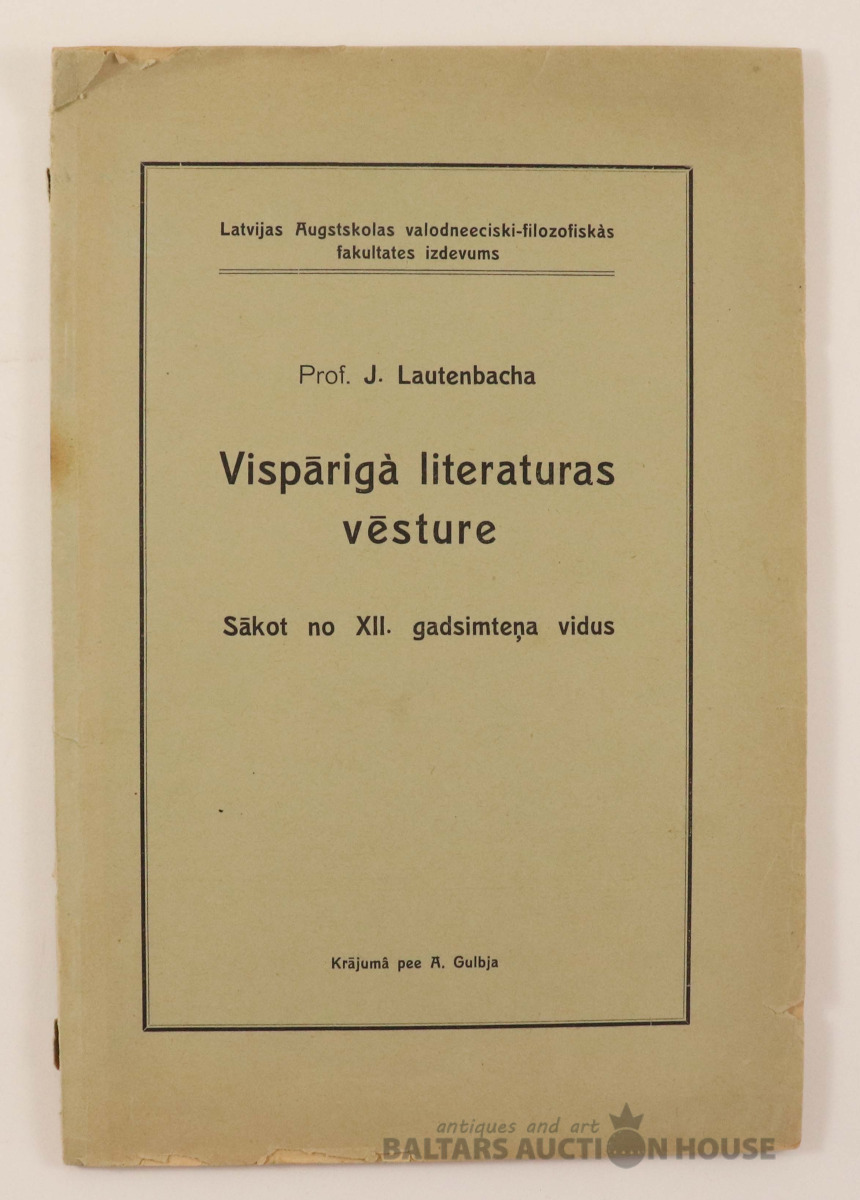 Latvijas Augstskolas valodneeciski-filozofiskàs
fakultates izdevums
Prof. J. Lautenbacha
Vispārigà literaturas
vēsture
Sākot no XII. gadsimteņa vidus
Krājumâ pee A. Gulbja
antiques and art
BALTARS AUCTION HOUSE